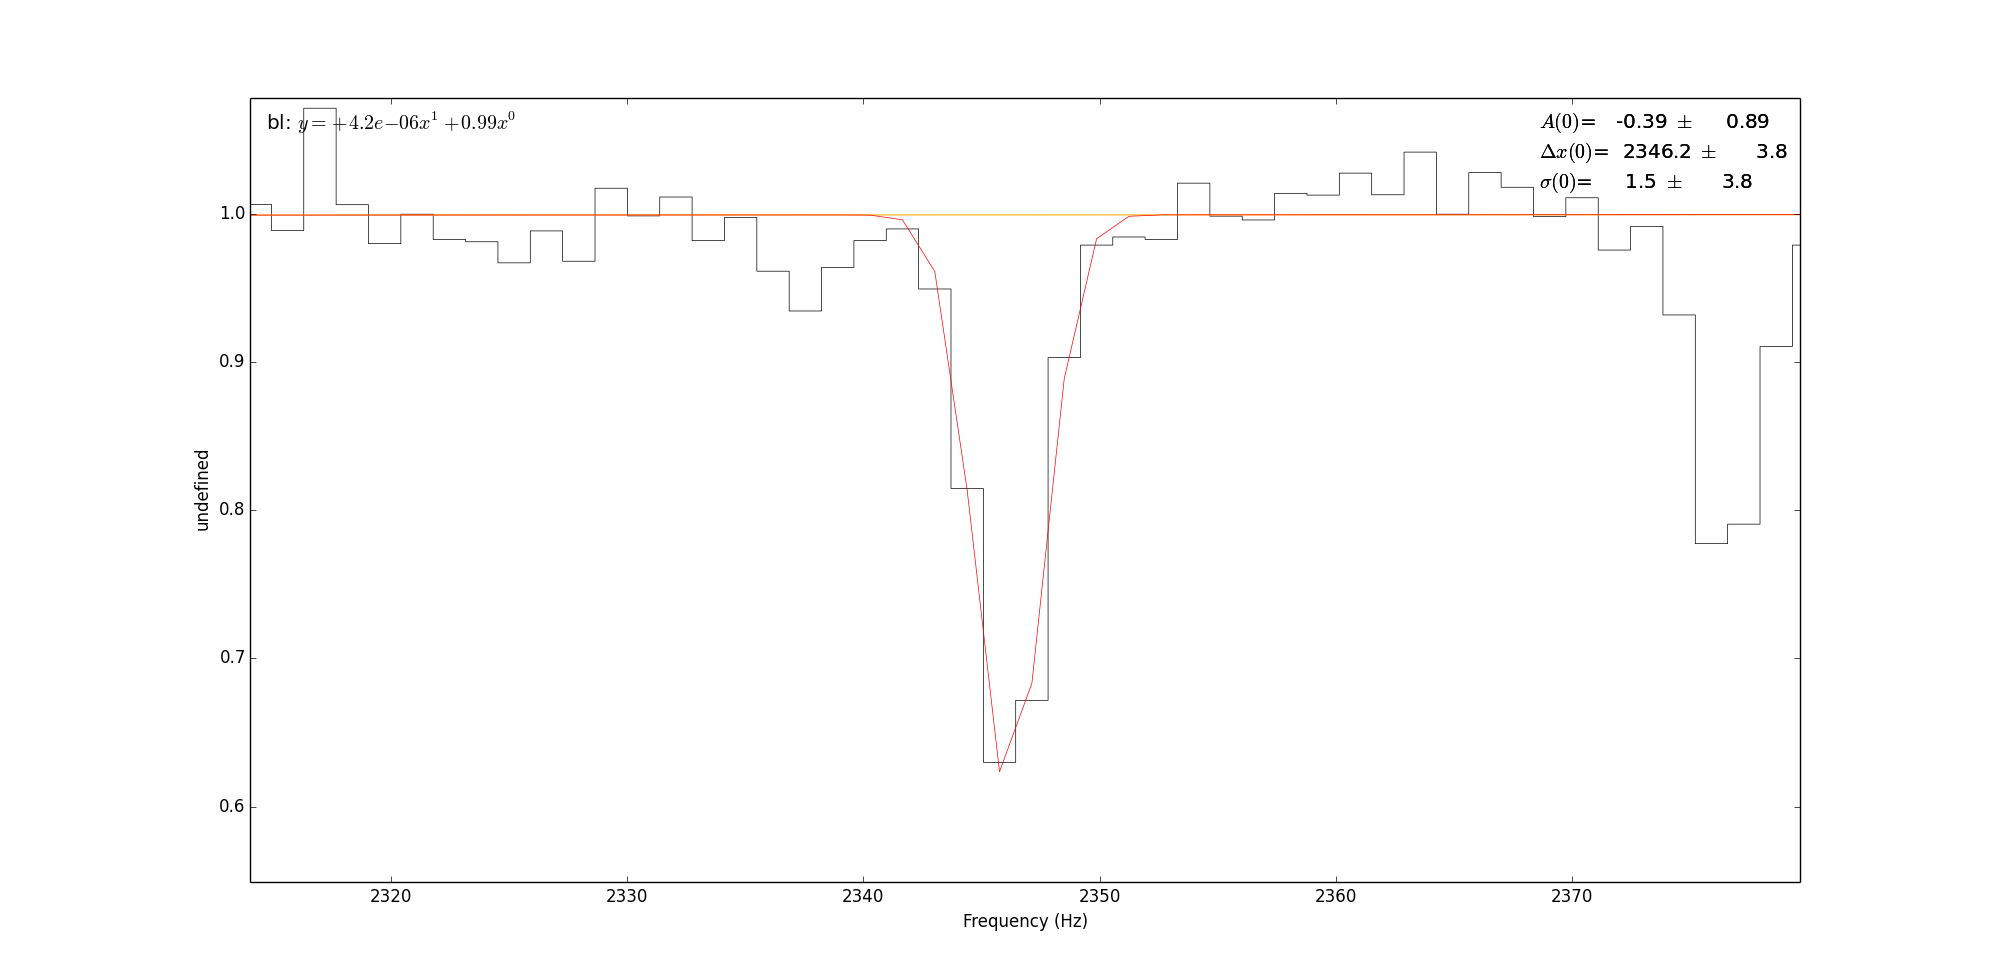 bl: y = +4.2e−06x¹ +0.99x⁰
A(0)= -0.39 ± 0.89
Δx(0)= 2346.2 ± 3.8
σ(0)= 1.5 ± 3.8
1.0
0.9
0.8
0.7
0.6
undefined
2320 2330 2340 2350 2360 2370
Frequency (Hz)